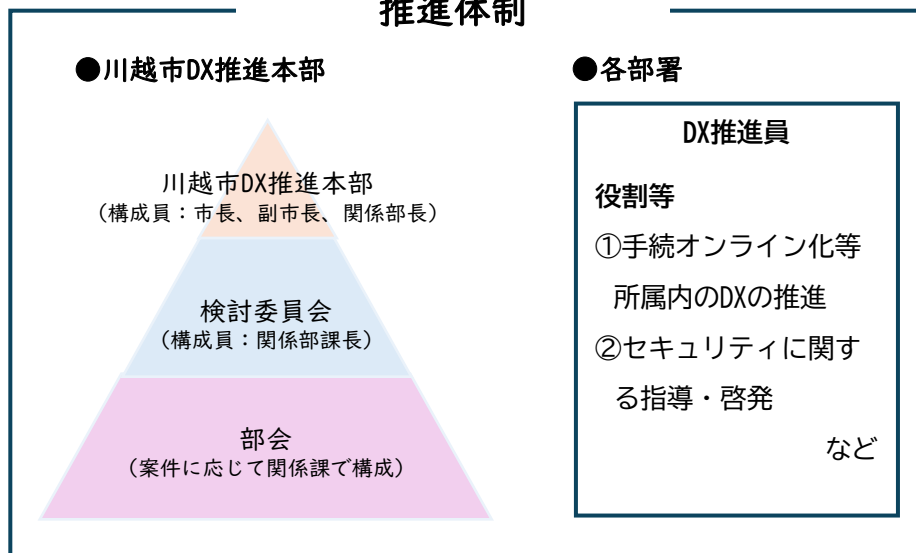 推進体制
●川越市DX推進本部
川越市DX推進本部
（構成員：市長、副市長、関係部長）
検討委員会
（構成員：関係部課長）
部会
（案件に応じて関係課で構成）
●各部署
DX推進員
役割等
①手続オンライン化等
所属内のDXの推進
②セキュリティに関す
る指導・啓発
など